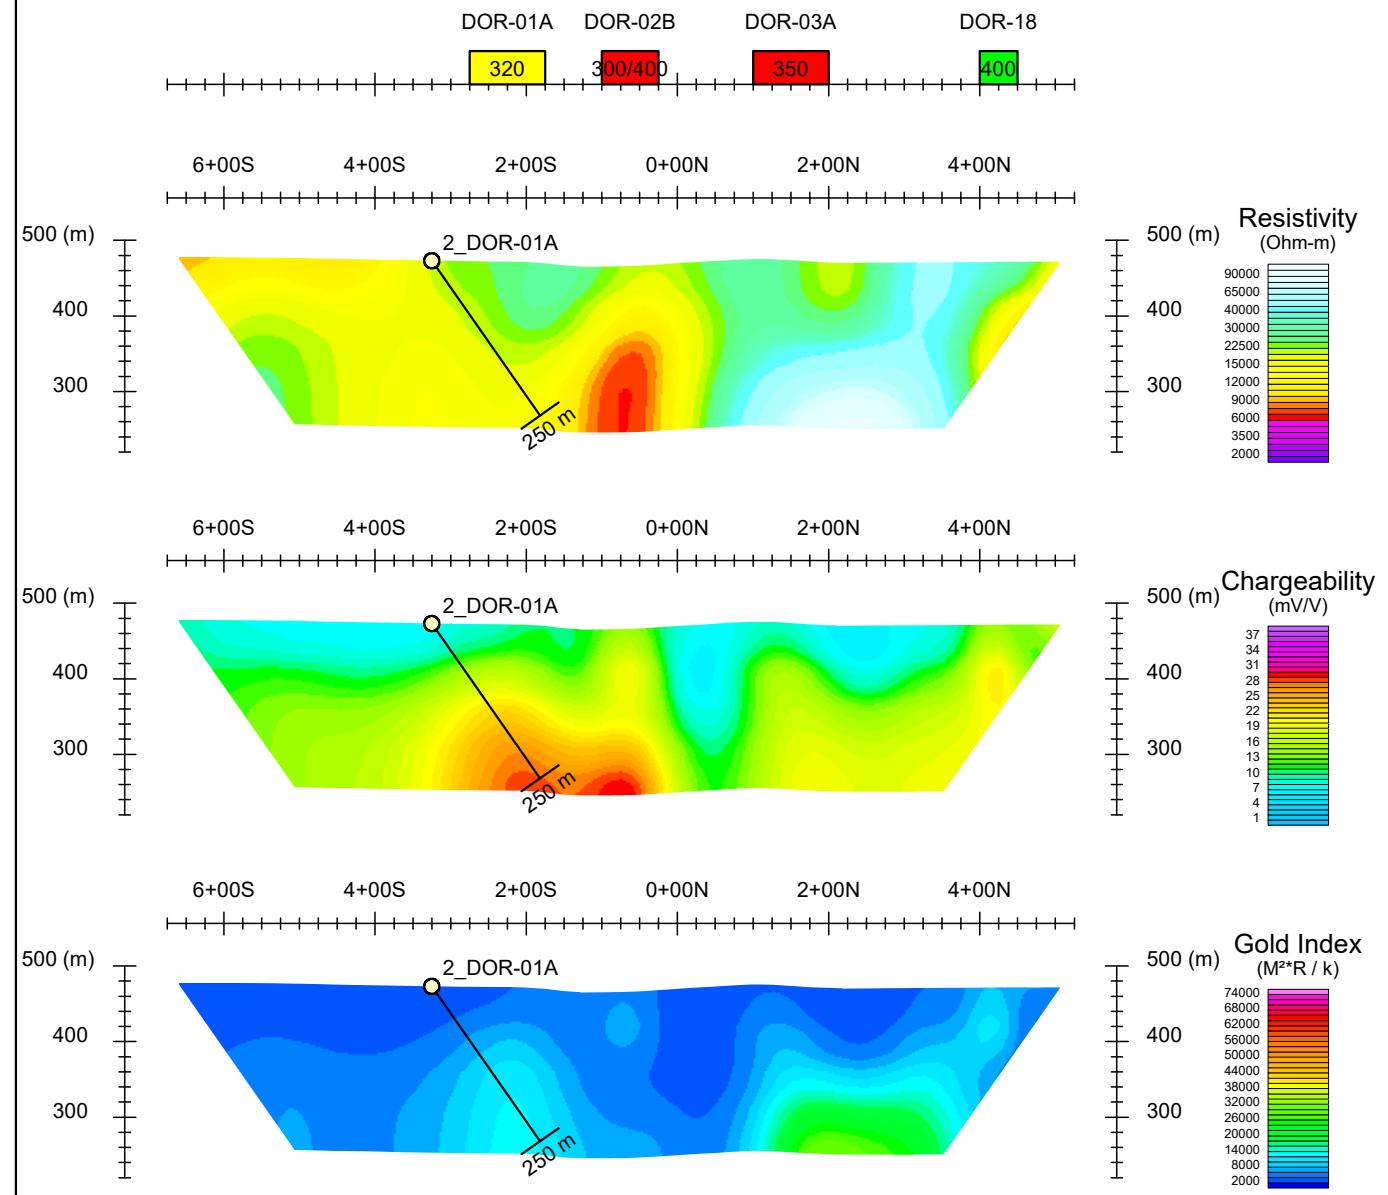 DOR-01A DOR-02B DOR-03A DOR-18
320 300/400 350 400
6+00S 4+00S 2+00S 0+00N 2+00N 4+00N
500 (m) 500 (m)
400 400
300 300
2_DOR-01A
250 m
Resistivity
(Ohm-m)
90000
65000
40000
30000
22500
15000
12000
9000
6000
3500
2000
6+00S 4+00S 2+00S 0+00N 2+00N 4+00N
500 (m) 500 (m)
400 400
300 300
2_DOR-01A
250 m
Chargeability
(mV/V)
37
34
31
28
25
22
19
16
13
10
7
4
1
6+00S 4+00S 2+00S 0+00N 2+00N 4+00N
500 (m) 500 (m)
400 400
300 300
2_DOR-01A
250 m
Gold Index
(M²*R / k)
74000
68000
62000
56000
50000
44000
38000
32000
26000
20000
14000
8000
2000